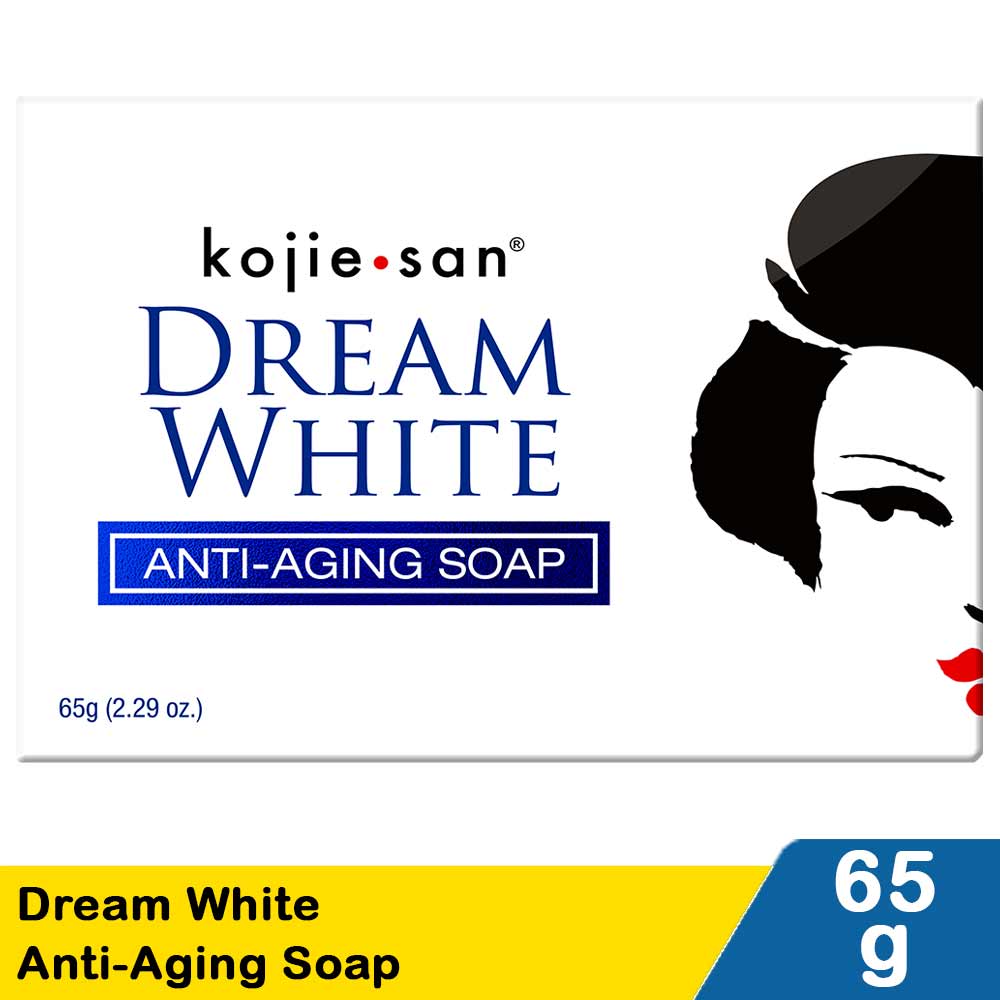 kojie•san®
DREAM
WHITE
ANTI-AGING SOAP
65g (2.29 oz.)
Dream White
Anti-Aging Soap
65
g